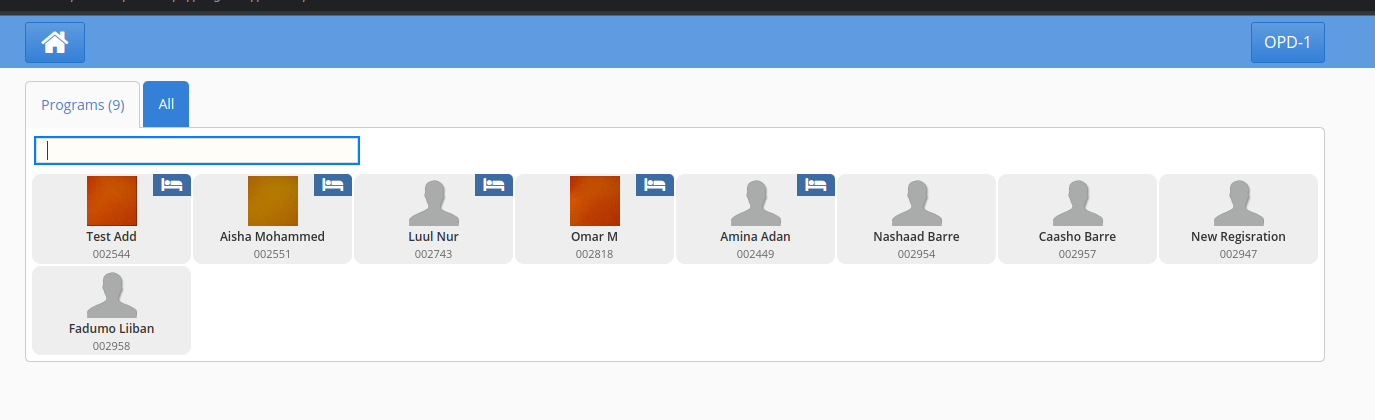 OPD-1
Programs (9)
All
Test Add
002544
Aisha Mohammed
002551
Luul Nur
002743
Omar M
002818
Amina Adan
002449
Nashaad Barre
002954
Caasho Barre
002957
New Regisration
002947
Fadumo Liiban
002958